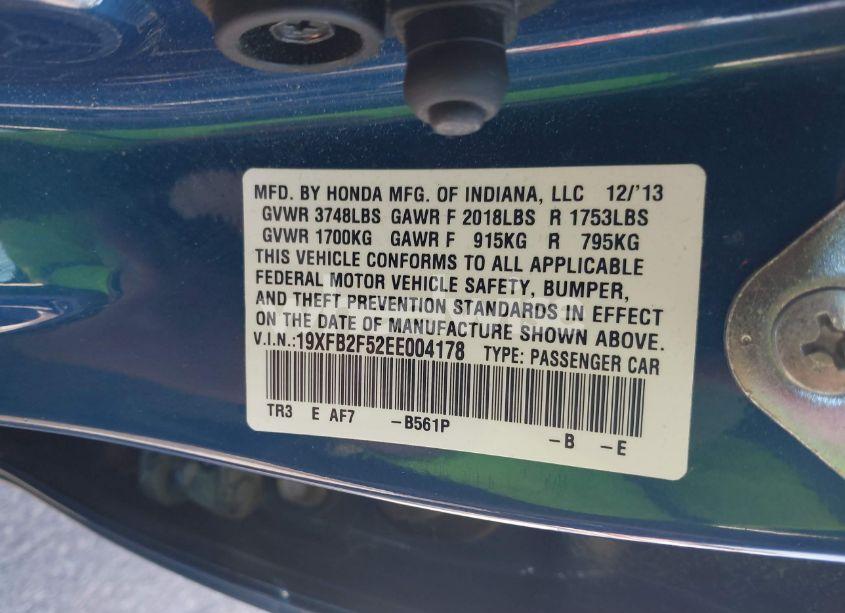 MFD. BY HONDA MFG. OF INDIANA, LLC 12/'13
GVWR 3748LBS GAWR F 2018LBS R 1753LBS
GVWR 1700KG GAWR F 915KG R 795KG
THIS VEHICLE CONFORMS TO ALL APPLICABLE
FEDERAL MOTOR VEHICLE SAFETY, BUMPER,
AND THEFT PREVENTION STANDARDS IN EFFECT
ON THE DATE OF MANUFACTURE SHOWN ABOVE.
V.I.N.:19XFB2F52EE004178 TYPE: PASSENGER CAR
TR3 E AF7 -B561P -B -E